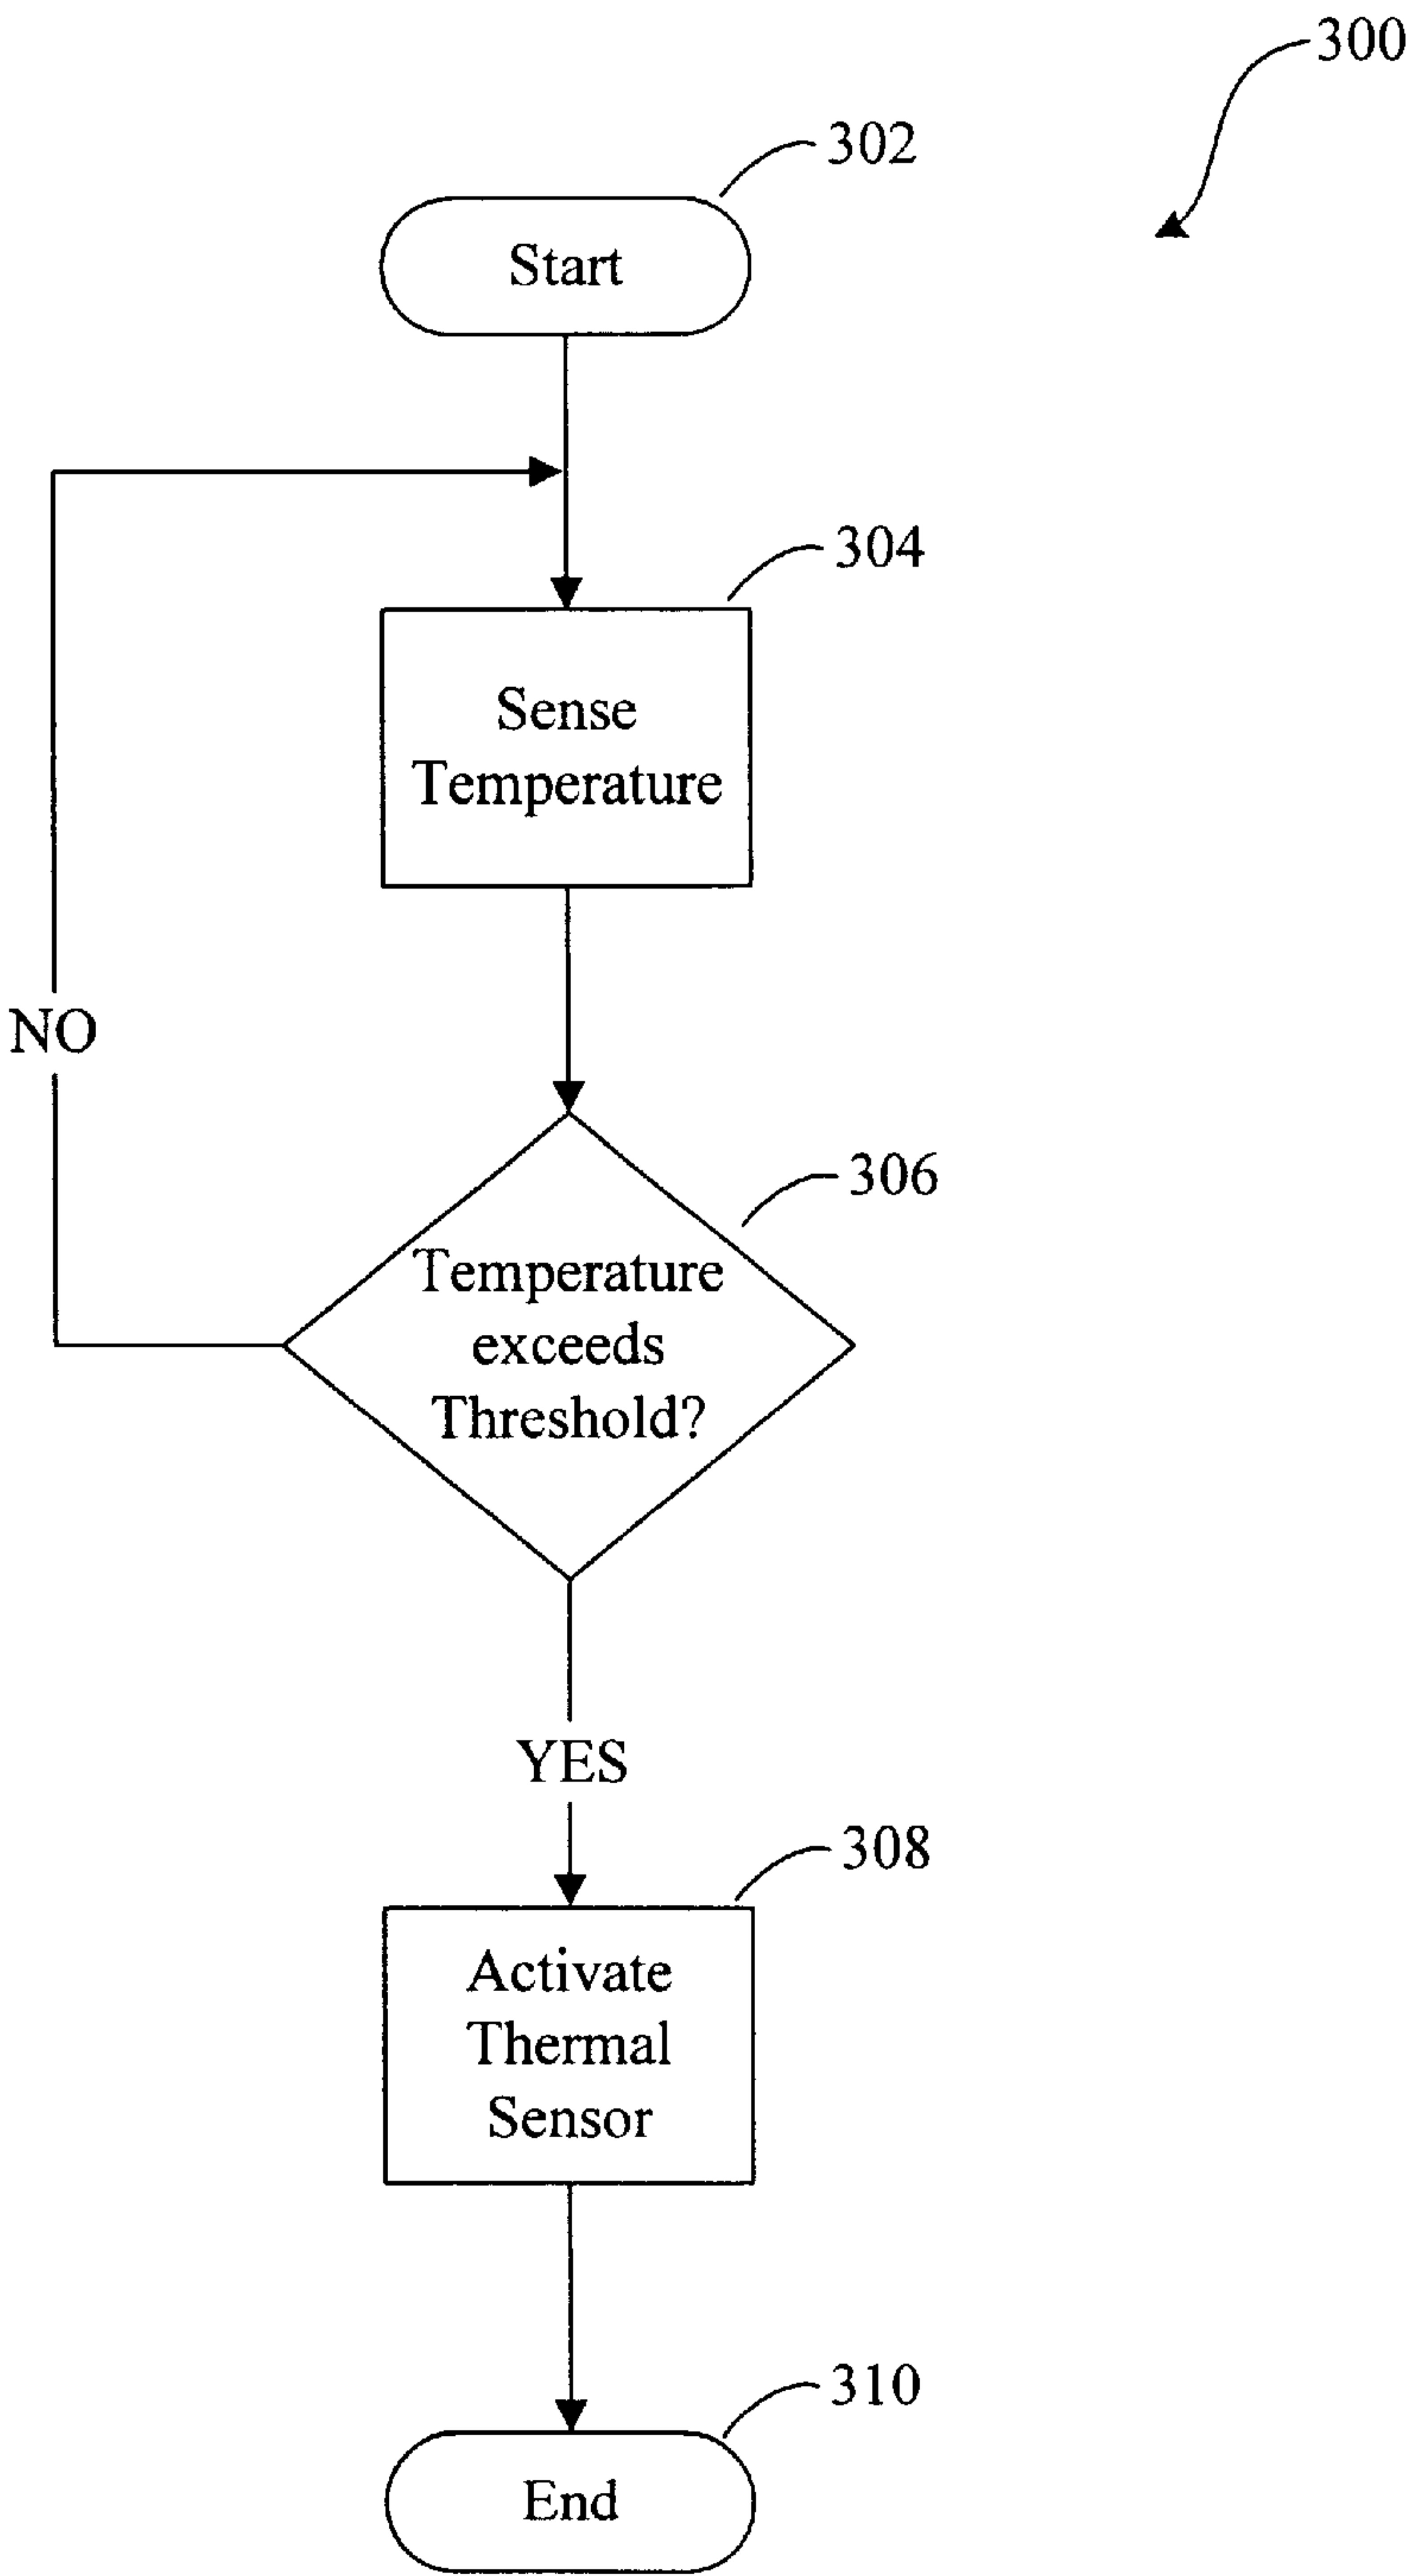 300
302
Start
304
Sense
Temperature
NO
306
Temperature
exceeds
Threshold?
YES
308
Activate
Thermal
Sensor
310
End